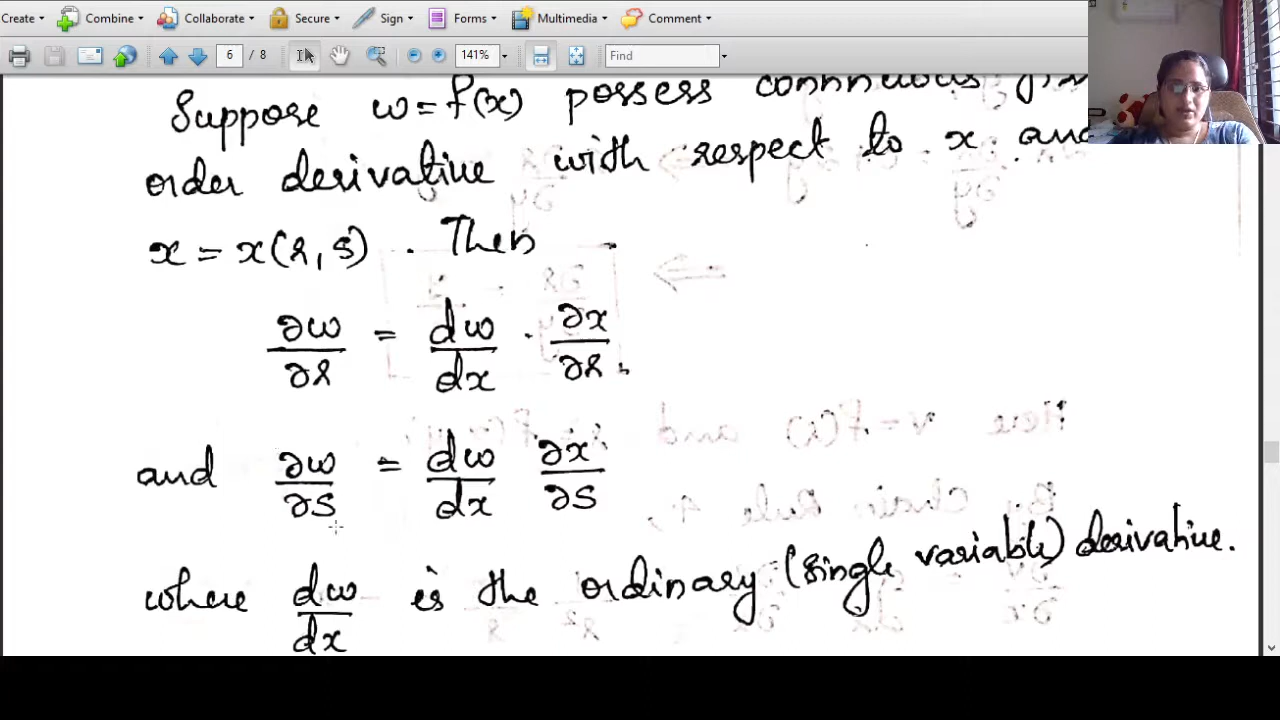 Create Combine Collaborate Secure Sign Forms Multimedia Comment
6 / 8 141% Find
Suppose w = f(x) possess continuous
order derivative with respect to x and
x = x(r, s). Then
∂w/∂r = dw/dx · ∂x/∂r,
and ∂w/∂s = dw/dx ∂x/∂s
where dw/dx is the ordinary (single variable) derivative.